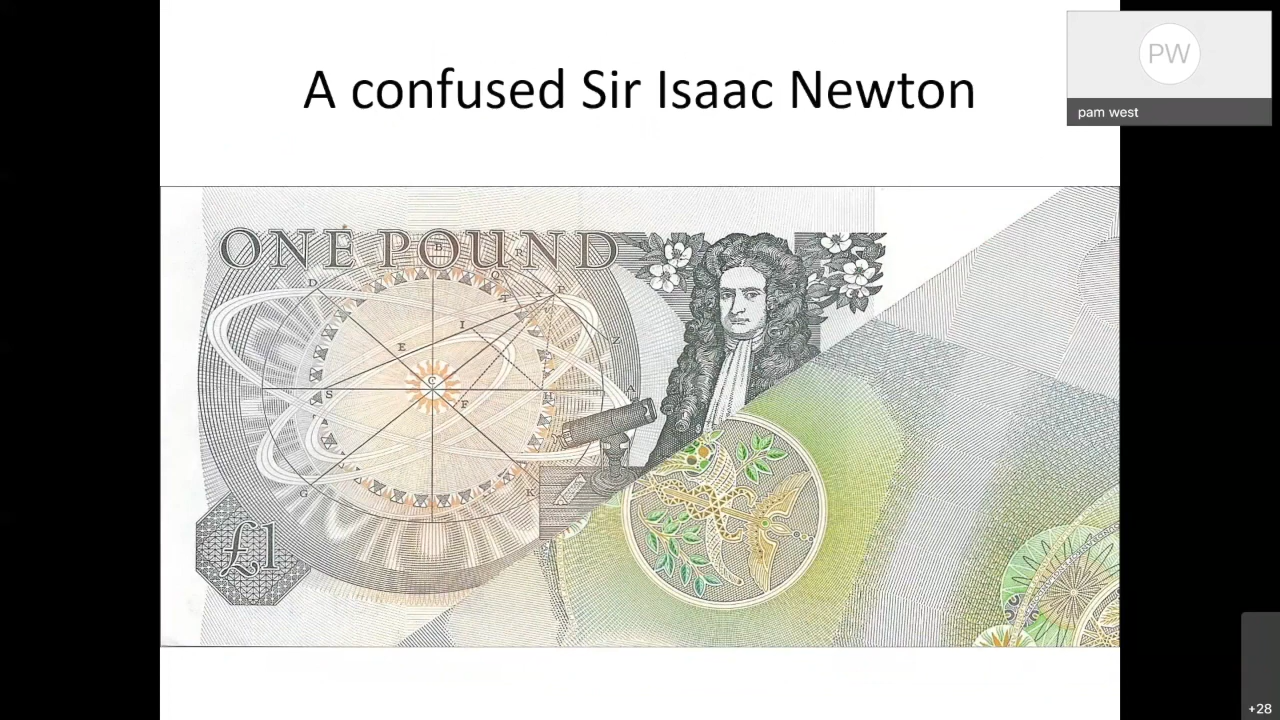 A confused Sir Isaac Newton
PW
pam west
ONE POUND
D
B
Q
P
I
Z
E
C
S
F
H
A
G
K
£1
+28